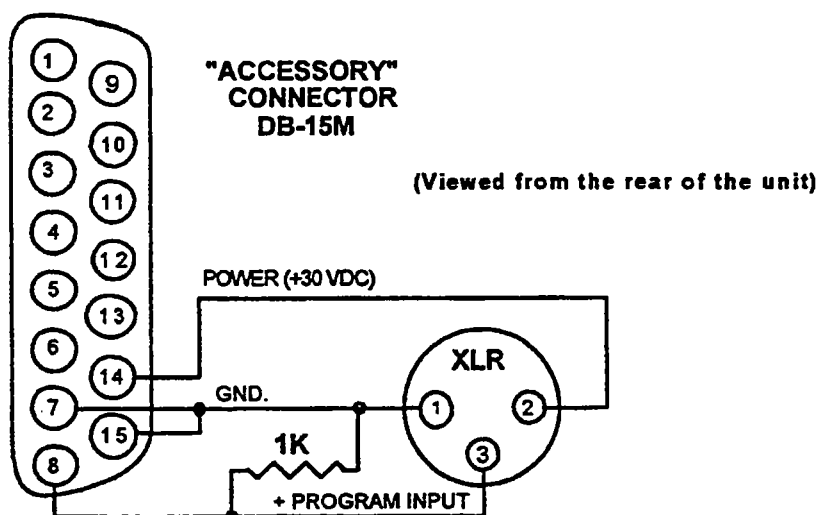 "ACCESSORY"
CONNECTOR
DB-15M
(Viewed from the rear of the unit)
1
9
2
10
3
11
4
12
5
13
6
14
7
15
8
POWER (+30 VDC)
XLR
GND.
1
2
3
1K
+ PROGRAM INPUT